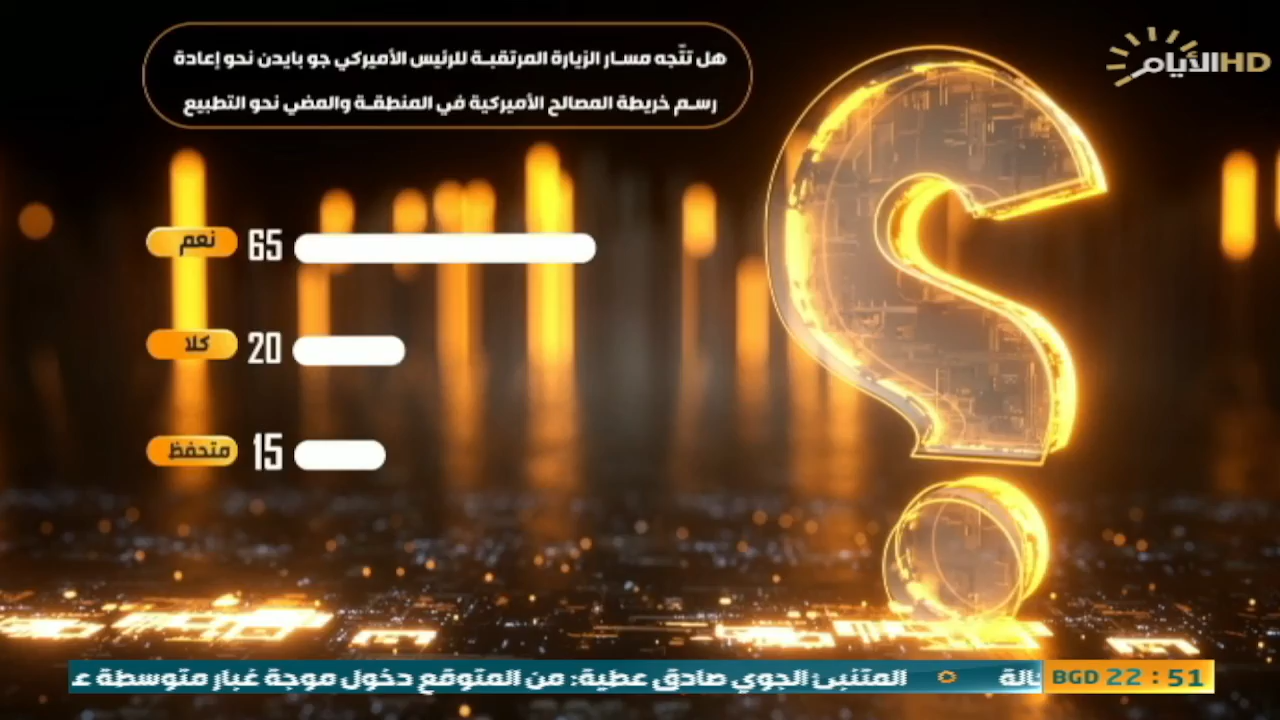 هل تتّجه مسار الزيارة المرتقبة للرئيس الأميركي جو بايدن نحو إعادة
رسم خريطة المصالح الأميركية في المنطقة والمضي نحو التطبيع
الأيام HD
نعم 65
كلا 20
متحفظ 15
المتنبئ الجوي صادق عطية: من المتوقع دخول موجة غبار متوسطة
BGD 22 : 51